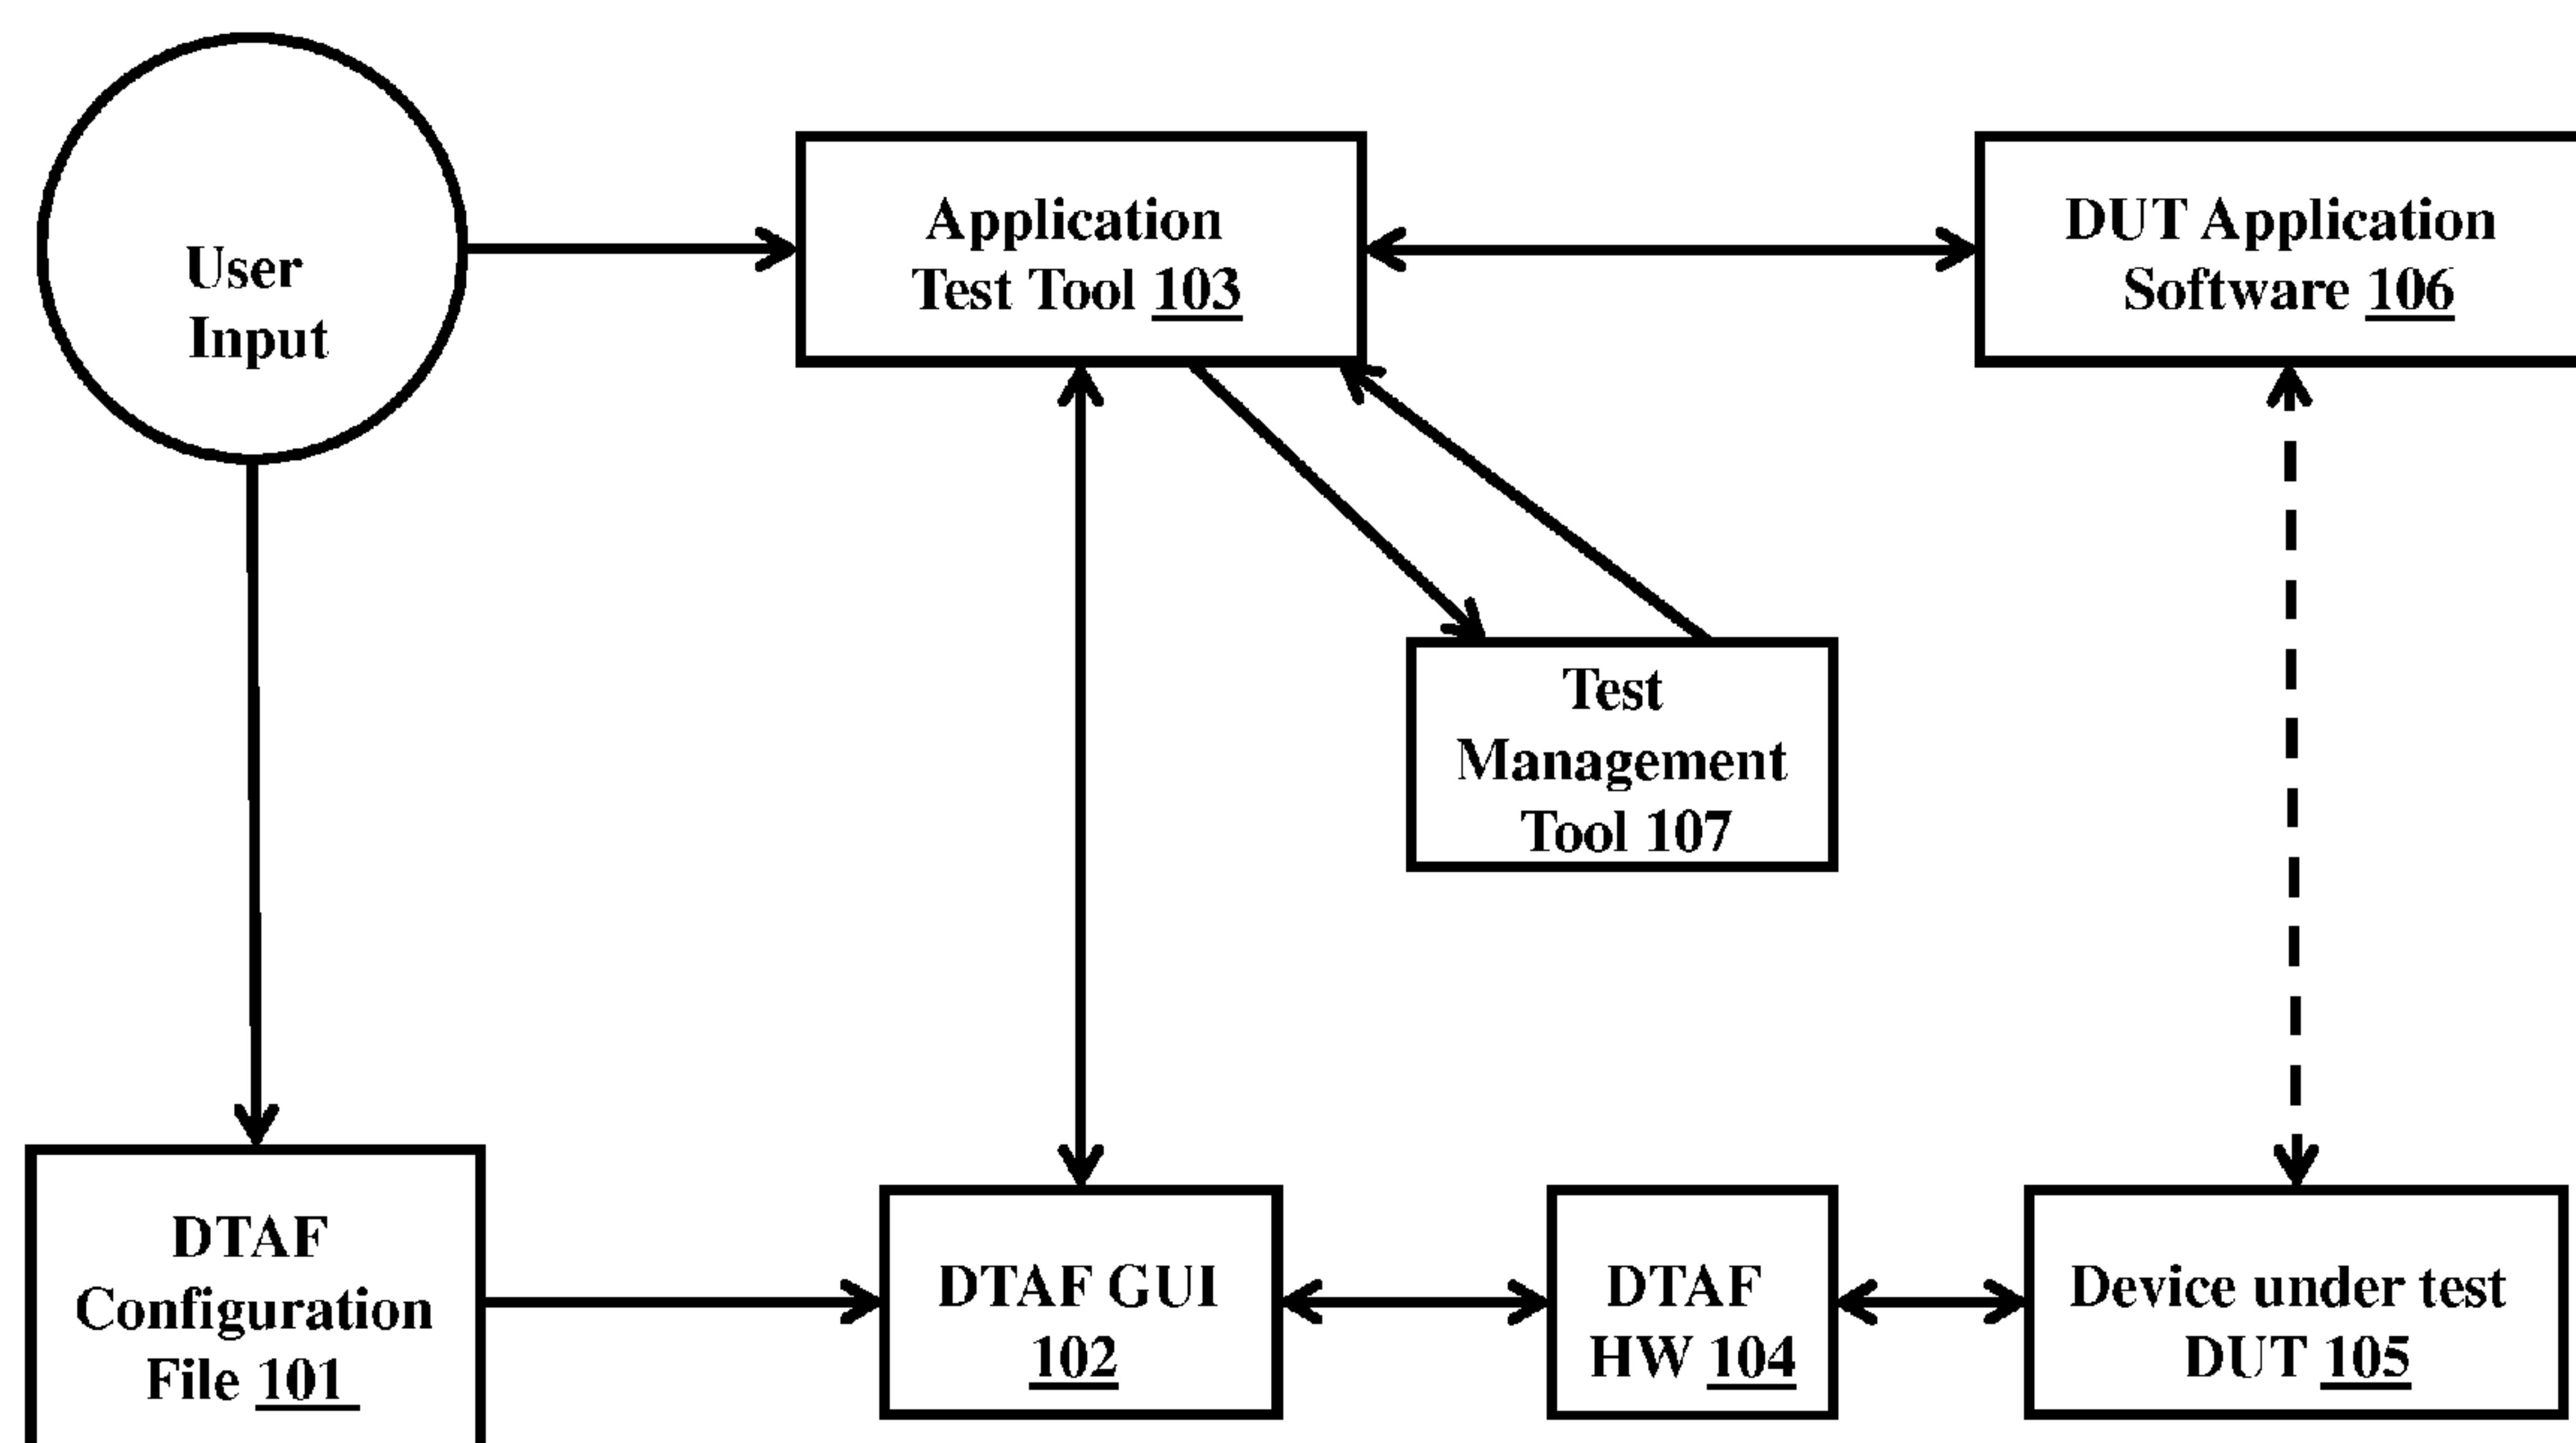 User
Input
Application
Test Tool 103
DUT Application
Software 106
Test
Management
Tool 107
DTAF
Configuration
File 101
DTAF GUI
102
DTAF
HW 104
Device under test
DUT 105